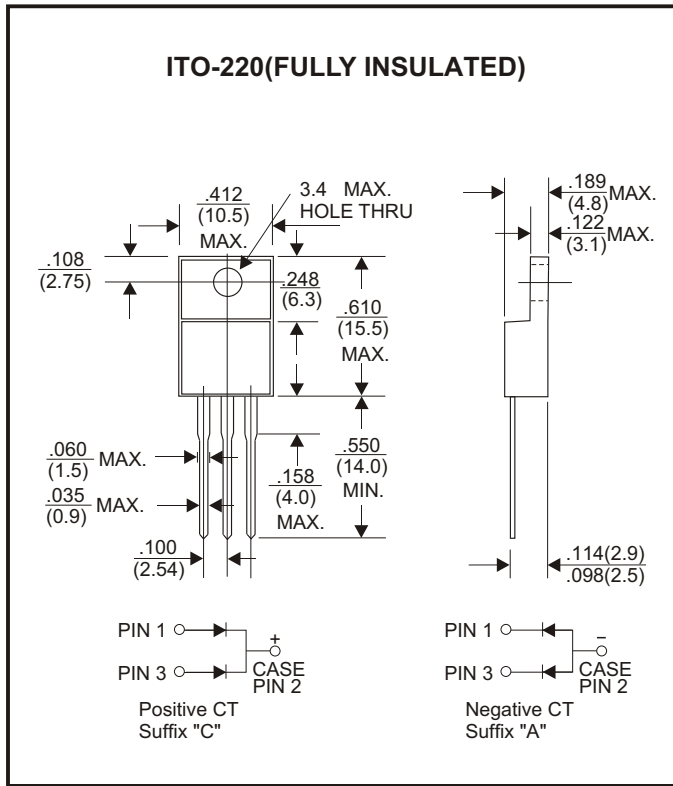 ITO-220(FULLY INSULATED)
.412
(10.5)
MAX.
3.4 MAX.
HOLE THRU
.189
(4.8)
MAX.
.122
(3.1)
MAX.
.108
(2.75)
.248
(6.3)
.610
(15.5)
MAX.
.060
(1.5)
MAX.
.035
(0.9)
MAX.
.158
(4.0)
MAX.
.550
(14.0)
MIN.
.100
(2.54)
.114(2.9)
.098(2.5)
PIN 1
+
PIN 3
CASE
PIN 2
Positive CT
Suffix "C"
PIN 1
−
PIN 3
CASE
PIN 2
Negative CT
Suffix "A"